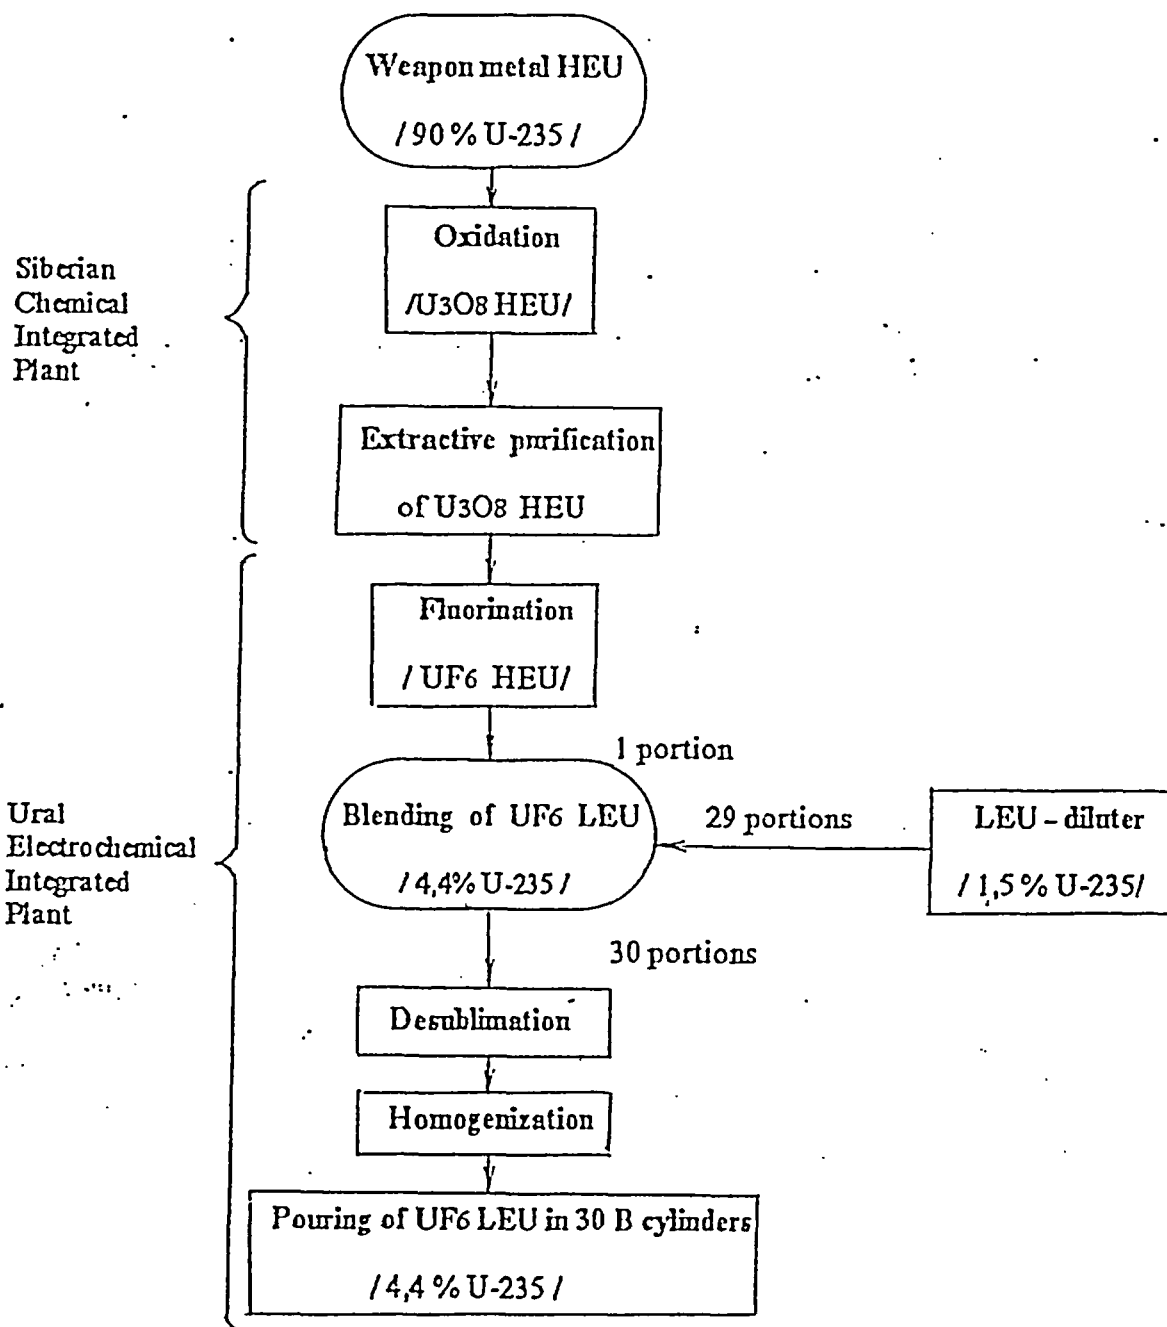 Weapon metal HEU
/ 90 % U-235 /
Siberian
Chemical
Integrated
Plant
Oxidation
/U3O8 HEU/
Extractive purification
of U3O8 HEU
Fluorination
/ UF6 HEU/
1 portion
Ural
Electrochemical
Integrated
Plant
Blending of UF6 LEU
/ 4,4% U-235 /
29 portions
LEU – diluter
/ 1,5 % U-235/
30 portions
Desublimation
Homogenization
Pouring of UF6 LEU in 30 B cylinders
/ 4,4 % U-235 /